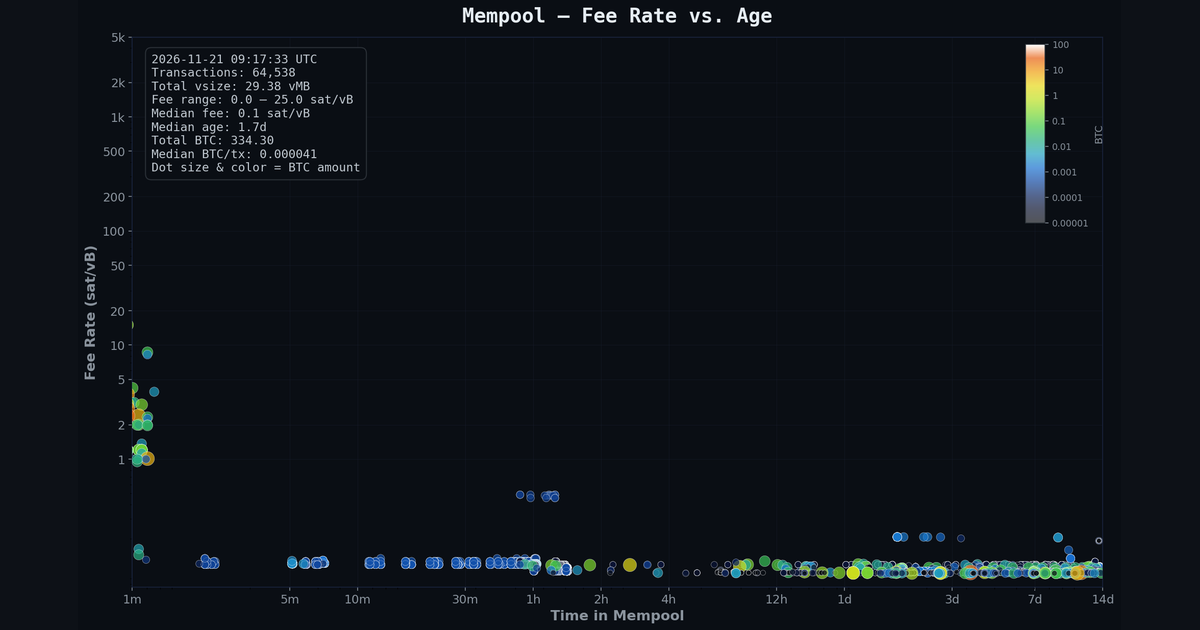 Mempool — Fee Rate vs. Age
2026-11-21 09:17:33 UTC
Transactions: 64,538
Total vsize: 29.38 vMB
Fee range: 0.0 – 25.0 sat/vB
Median fee: 0.1 sat/vB
Median age: 1.7d
Total BTC: 334.30
Median BTC/tx: 0.000041
Dot size & color = BTC amount
100
10
1
0.1
0.01
0.001
0.0001
0.00001
BTC
Fee Rate (sat/vB)
5k
2k
1k
500
200
100
50
20
10
5
2
1
1m 5m 10m 30m 1h 2h 4h 12h 1d 3d 7d 14d
Time in Mempool